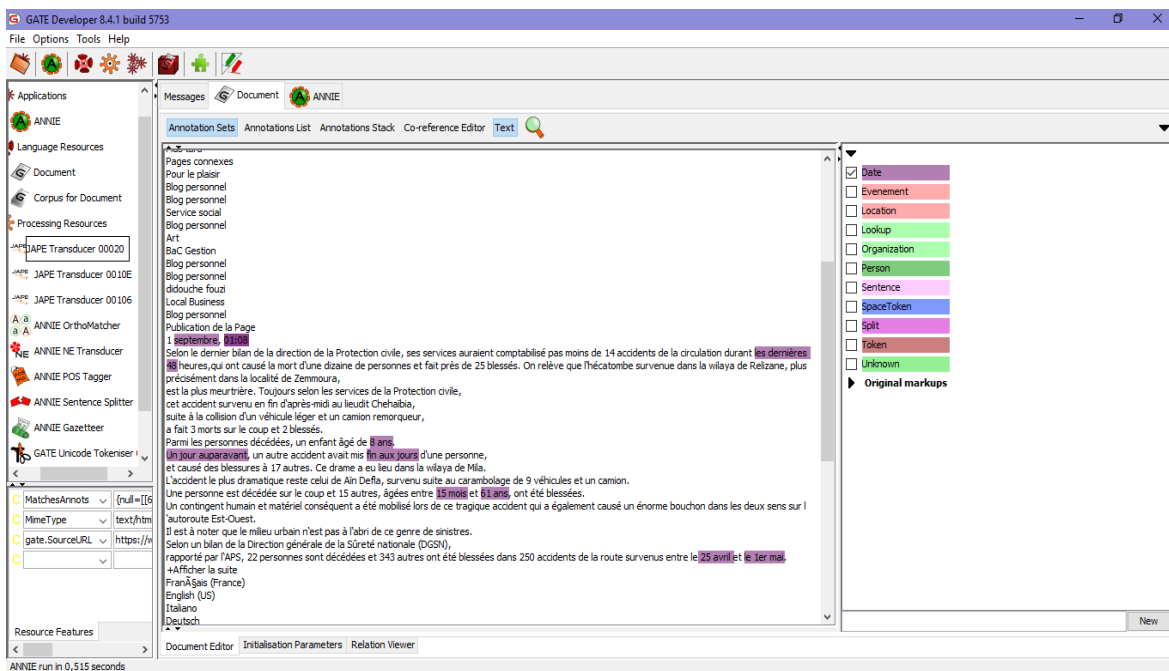 GATE Developer 8.4.1 build 5753
File Options Tools Help
Applications
ANNIE
Language Resources
Document
Corpus for Document
Processing Resources
JAPE Transducer 00020
JAPE Transducer 0010E
JAPE Transducer 00106
ANNIE OrthoMatcher
ANNIE NE Transducer
ANNIE POS Tagger
ANNIE Sentence Splitter
ANNIE Gazetteer
GATE Unicode Tokeniser
C MatchesAnnots {null=[[6
C MimeType text/htm
C gate.SourceURL https://w
C
Resource Features
Messages Document ANNIE
Annotation Sets Annotations List Annotations Stack Co-reference Editor Text
Pages connexes
Pour le plaisir
Blog personnel
Blog personnel
Service social
Blog personnel
Art
BaC Gestion
Blog personnel
Blog personnel
didouche fouzi
Local Business
Blog personnel
Publication de la Page
1 septembre, 01:08
Selon le dernier bilan de la direction de la Protection civile, ses services auraient comptabilisé pas moins de 14 accidents de la circulation durant les dernières
48 heures,qui ont causé la mort d'une dizaine de personnes et fait près de 25 blessés. On relève que l'hécatombe survenue dans la wilaya de Relizane, plus
précisément dans la localité de Zemmoura,
est la plus meurtrière. Toujours selon les services de la Protection civile,
cet accident survenu en fin d'après-midi au lieudit Chehaibia,
suite à la collision d'un véhicule léger et un camion remorqueur,
a fait 3 morts sur le coup et 2 blessés.
Parmi les personnes décédées, un enfant âgé de 8 ans.
Un jour auparavant, un autre accident avait mis fin aux jours d'une personne,
et causé des blessures à 17 autres. Ce drame a eu lieu dans la wilaya de Mila.
L'accident le plus dramatique reste celui de Aïn Defla, survenu suite au carambolage de 9 véhicules et un camion.
Une personne est décédée sur le coup et 15 autres, âgées entre 15 mois et 61 ans, ont été blessées.
Un contingent humain et matériel conséquent a été mobilisé lors de ce tragique accident qui a également causé un énorme bouchon dans les deux sens sur l
'autoroute Est-Ouest.
Il est à noter que le milieu urbain n'est pas à l'abri de ce genre de sinistres.
Selon un bilan de la Direction générale de la Sûreté nationale (DGSN),
rapporté par l'APS, 22 personnes sont décédées et 343 autres ont été blessées dans 250 accidents de la route survenus entre le 25 avril et le 1er mai.
+Afficher la suite
FranÃ§ais (France)
English (US)
Italiano
Deutsch
Document Editor Initialisation Parameters Relation Viewer
Date
Evenement
Location
Lookup
Organization
Person
Sentence
SpaceToken
Split
Token
Unknown
Original markups
New
ANNIE run in 0,515 seconds